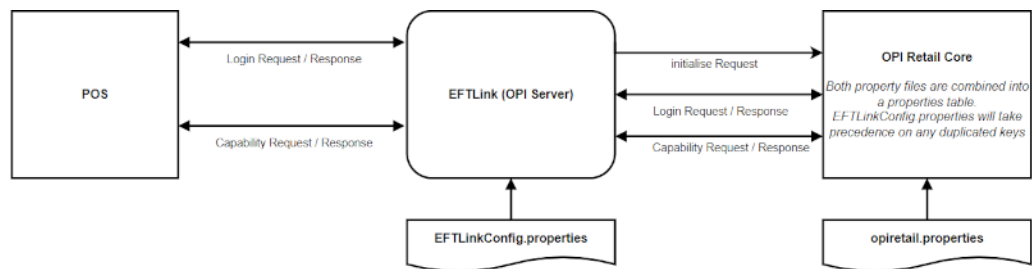 POS
Login Request / Response
Capability Request / Response
EFTLink (OPI Server)
EFTLinkConfig.properties
initialise Request
Login Request / Response
Capability Request / Response
OPI Retail Core
Both property files are combined into
a properties table.
EFTLinkConfig properties will take
precedence on any duplicated keys
opiretail.properties